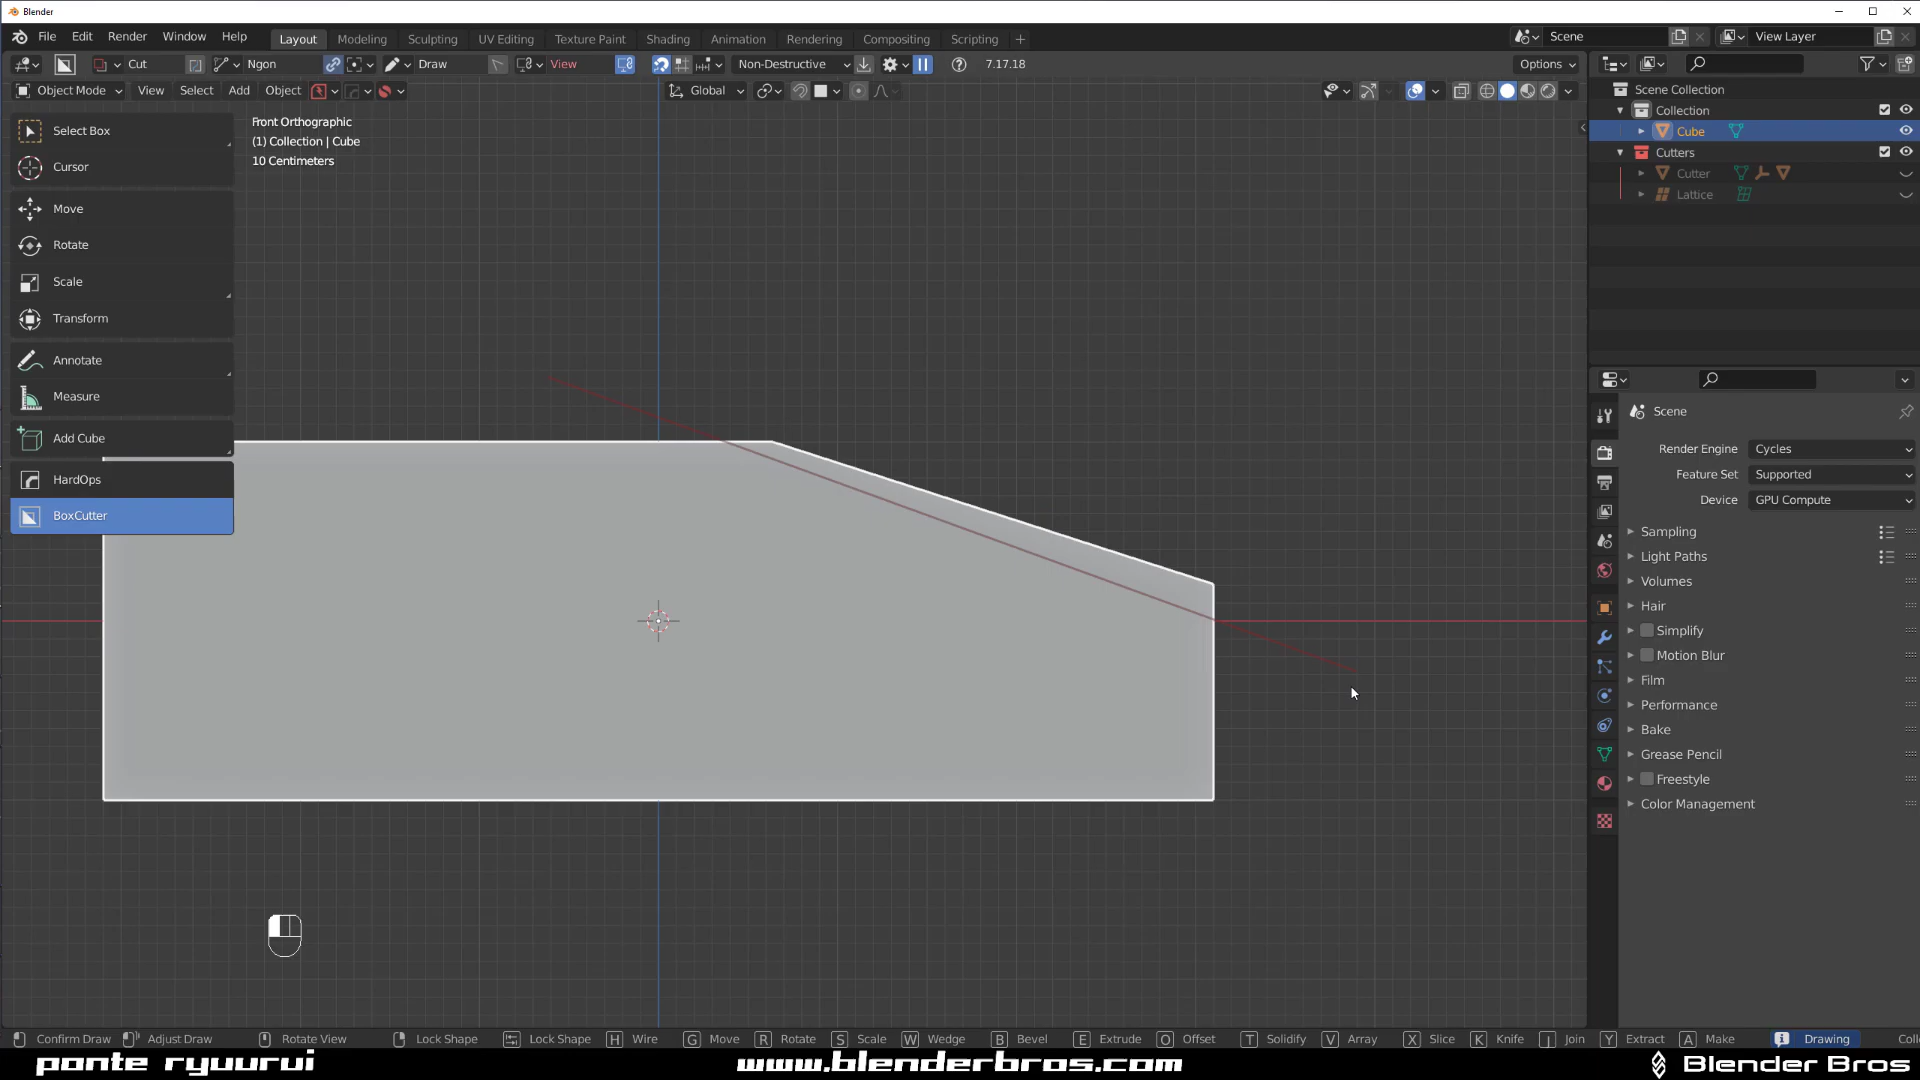 Blender
File Edit Render Window Help Layout Modeling Sculpting UV Editing Texture Paint Shading Animation Rendering Compositing Scripting + Scene View Layer
Cut Ngon Draw View Non-Destructive 7.17.18 Options
Object Mode View Select Add Object Global
Scene Collection
Collection
Cube
Cutters
Cutter
Lattice
Front Orthographic
(1) Collection | Cube
10 Centimeters
Select Box
Cursor
Move
Rotate
Scale
Transform
Annotate
Measure
Add Cube
HardOps
BoxCutter
Scene
Render Engine Cycles
Feature Set Supported
Device GPU Compute
Sampling
Light Paths
Volumes
Hair
Simplify
Motion Blur
Film
Performance
Bake
Grease Pencil
Freestyle
Color Management
Confirm Draw Adjust Draw Rotate View Lock Shape Lock Shape H Wire G Move R Rotate S Scale W Wedge B Bevel E Extrude O Offset T Solidify V Array X Slice K Knife J Join Y Extract A Make Drawing Coll
ponte ryuurui www.blenderbros.com Blender Bros